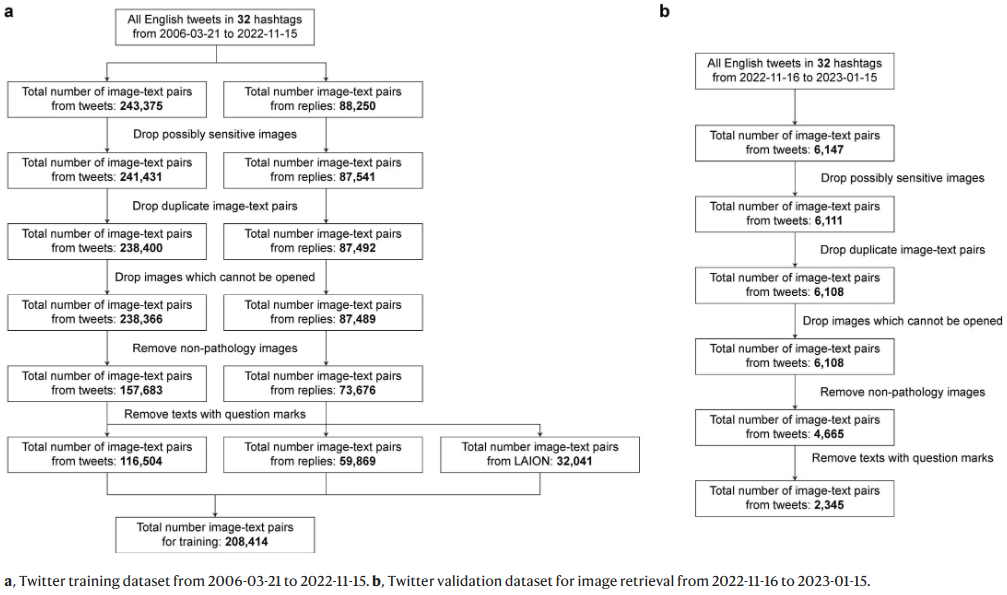 a
All English tweets in 32 hashtags
from 2006-03-21 to 2022-11-15
Total number of image-text pairs
from tweets: 243,375
Total number image-text pairs
from replies: 88,250
Drop possibly sensitive images
Total number of image-text pairs
from tweets: 241,431
Total number of image-text pairs
from replies: 87,541
Drop duplicate image-text pairs
Total number of image-text pairs
from tweets: 238,400
Total number of image-text pairs
from replies: 87,492
Drop images which cannot be opened
Total number of image-text pairs
from tweets: 238,366
Total number of image-text pairs
from replies: 87,489
Remove non-pathology images
Total number of image-text pairs
from tweets: 157,683
Total number of image-text pairs
from replies: 73,676
Remove texts with question marks
Total number of image-text pairs
from tweets: 116,504
Total number image-text pairs
from replies: 59,869
Total number image-text pairs
from LAION: 32,041
Total number image-text pairs
for training: 208,414
b
All English tweets in 32 hashtags
from 2022-11-16 to 2023-01-15
Total number of image-text pairs
from tweets: 6,147
Drop possibly sensitive images
Total number of image-text pairs
from tweets: 6,111
Drop duplicate image-text pairs
Total number of image-text pairs
from tweets: 6,108
Drop images which cannot be opened
Total number of image-text pairs
from tweets: 6,108
Remove non-pathology images
Total number of image-text pairs
from tweets: 4,665
Remove texts with question marks
Total number of image-text pairs
from tweets: 2,345
a, Twitter training dataset from 2006-03-21 to 2022-11-15. b, Twitter validation dataset for image retrieval from 2022-11-16 to 2023-01-15.